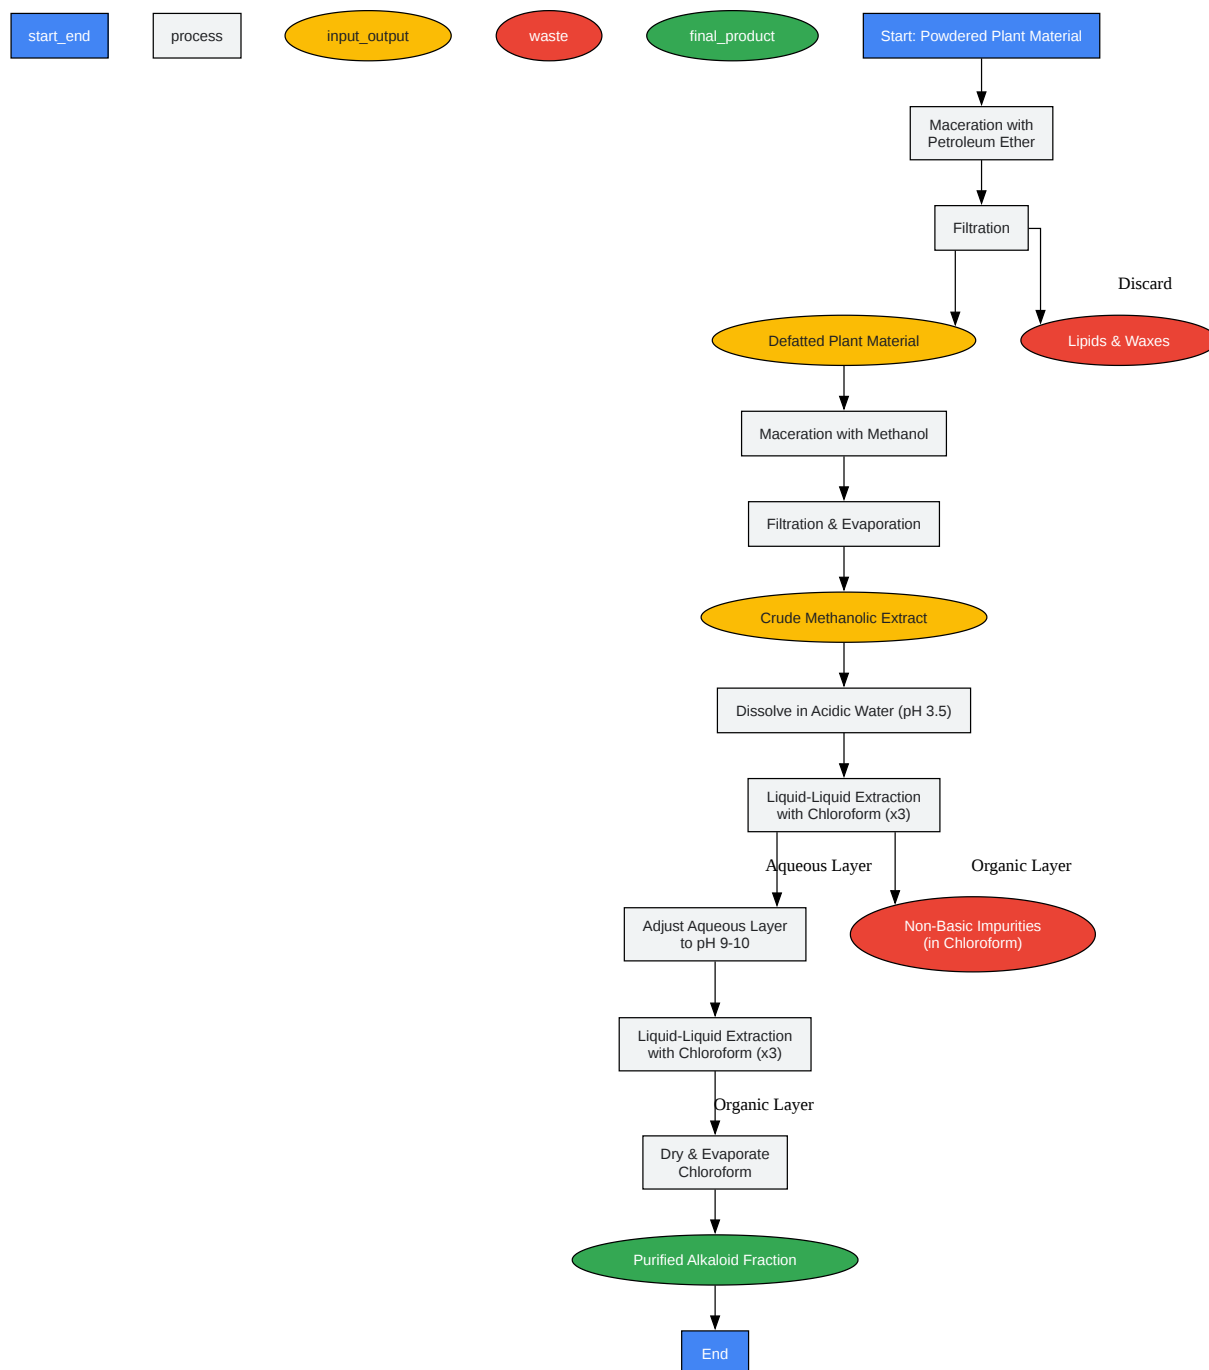 start_end
process
input_output
waste
final_product
Start: Powdered Plant Material
Maceration with
Petroleum Ether
Filtration
Discard
Defatted Plant Material
Lipids & Waxes
Maceration with Methanol
Filtration & Evaporation
Crude Methanolic Extract
Dissolve in Acidic Water (pH 3.5)
Liquid-Liquid Extraction
with Chloroform (x3)
Aqueous Layer
Organic Layer
Adjust Aqueous Layer
to pH 9-10
Non-Basic Impurities
(in Chloroform)
Liquid-Liquid Extraction
with Chloroform (x3)
Organic Layer
Dry & Evaporate
Chloroform
Purified Alkaloid Fraction
End